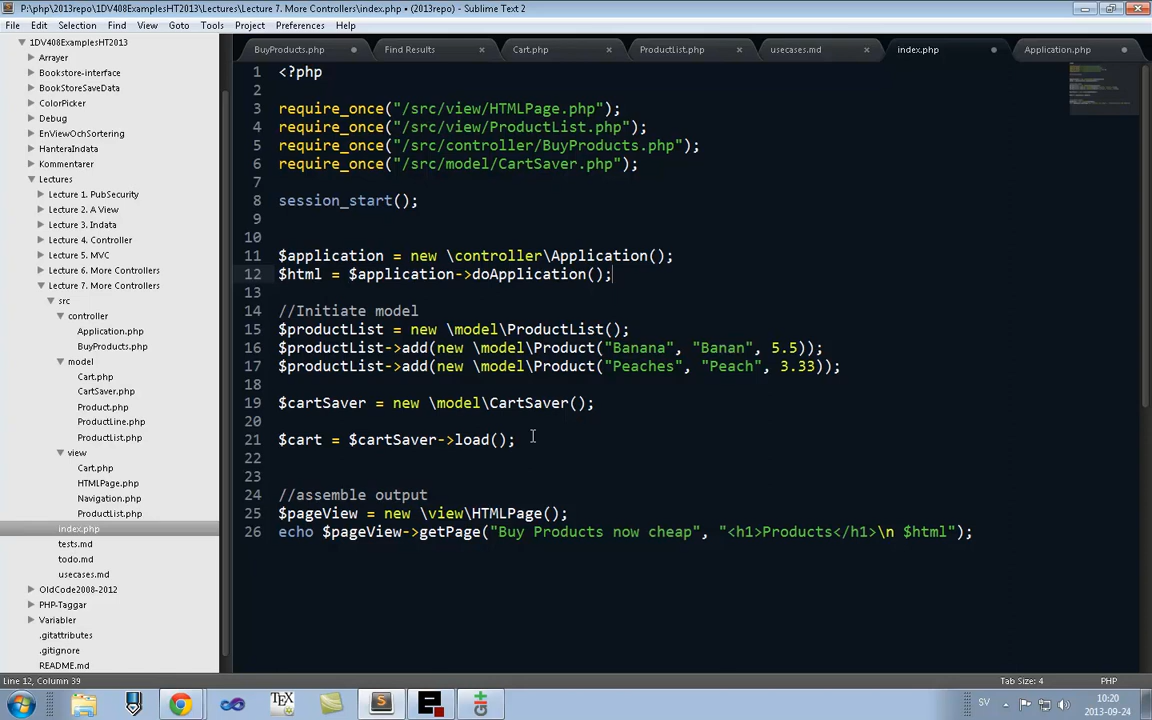 P:\php\2013repo\1DV408ExamplesHT2013\Lectures\Lecture 7. More Controllers\index.php • (2013repo) - Sublime Text 2
File Edit Selection Find View Goto Tools Project Preferences Help
1DV408ExamplesHT2013
Arrayer
Bookstore-interface
BookStoreSaveData
ColorPicker
Debug
EnViewOchSortering
HanteraIndata
Kommentarer
Lectures
Lecture 1. PubSecurity
Lecture 2. A View
Lecture 3. Indata
Lecture 4. Controller
Lecture 5. MVC
Lecture 7. More Controllers
src
controller
Application.php
BuyProducts.php
model
Cart.php
CartSaver.php
Product.php
ProductLine.php
ProductList.php
view
Cart.php
HTMLPage.php
Navigation.php
ProductList.php
index.php
tests.md
todo.md
usecases.md
OldCode2008-2012
PHP-Taggar
Variabler
.gitattributes
.gitignore
README.md
BuyProducts.php Find Results Cart.php ProductList.php usecases.md index.php Application.php
1 <?php
2
3 require_once("/src/view/HTMLPage.php");
4 require_once("/src/view/ProductList.php");
5 require_once("/src/controller/BuyProducts.php");
6 require_once("/src/model/CartSaver.php");
7
8 session_start();
9
10
11 $application = new \controller\Application();
12 $html = $application->doApplication();
13
14 //Initiate model
15 $productList = new \model\ProductList();
16 $productList->add(new \model\Product("Banana", "Banan", 5.5));
17 $productList->add(new \model\Product("Peaches", "Peach", 3.33));
18
19 $cartSaver = new \model\CartSaver();
20
21 $cart = $cartSaver->load();
22
23
24 //assemble output
25 $pageView = new \view\HTMLPage();
26 echo $pageView->getPage("Buy Products now cheap", "<h1>Products</h1>\n $html");
Line 12, Column 39 Tab Size: 4 PHP
SV 10:20
2013-09-24